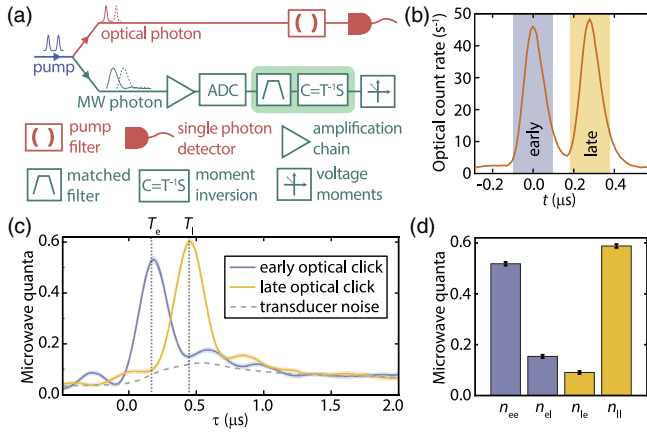 (a)
optical photon
pump
MW photon
ADC
C=T⁻¹S
pump
filter
single photon
detector
amplification
chain
matched
filter
C=T⁻¹S
moment
inversion
voltage
moments
(b)
Optical count rate (s⁻¹)
50
40
30
20
10
0
early
late
-0.2
0.0
0.2
0.4
t (μs)
(c)
Tₑ
Tₗ
Microwave quanta
0.6
0.4
0.2
0.0
early optical click
late optical click
transducer noise
0.0
0.5
1.0
1.5
2.0
τ (μs)
(d)
Microwave quanta
0.6
0.4
0.2
0.0
nₑₑ
nₑₗ
nₗₑ
nₗₗ